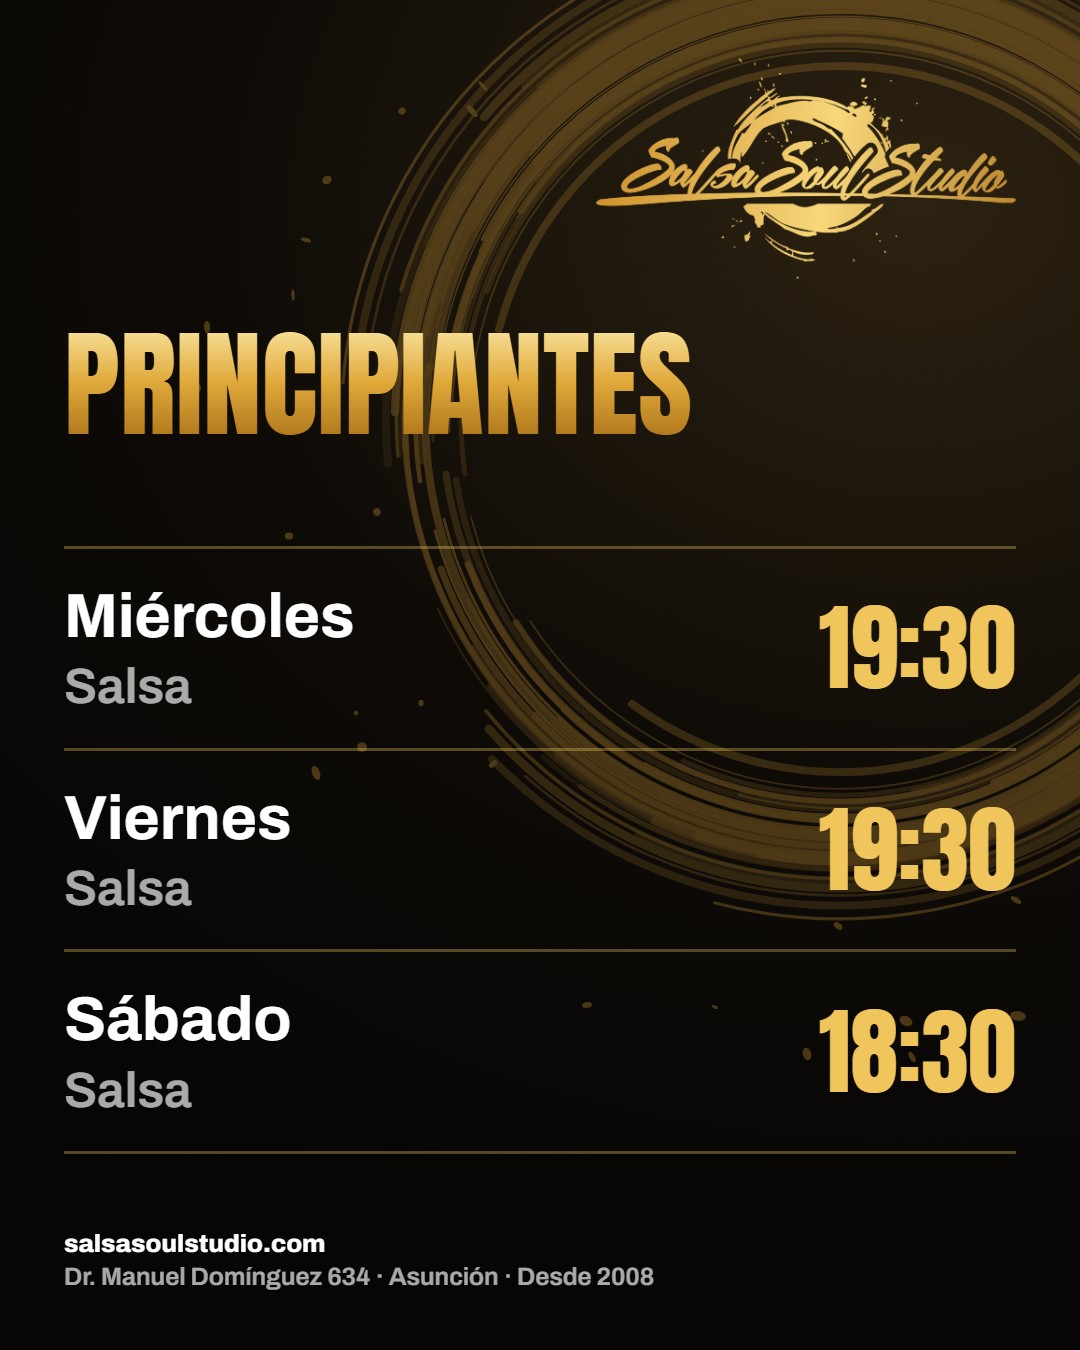 Salsa Soul Studio
PRINCIPIANTES
Miércoles
Salsa
19:30
Viernes
Salsa
19:30
Sábado
Salsa
18:30
salsasoulstudio.com
Dr. Manuel Domínguez 634 · Asunción · Desde 2008